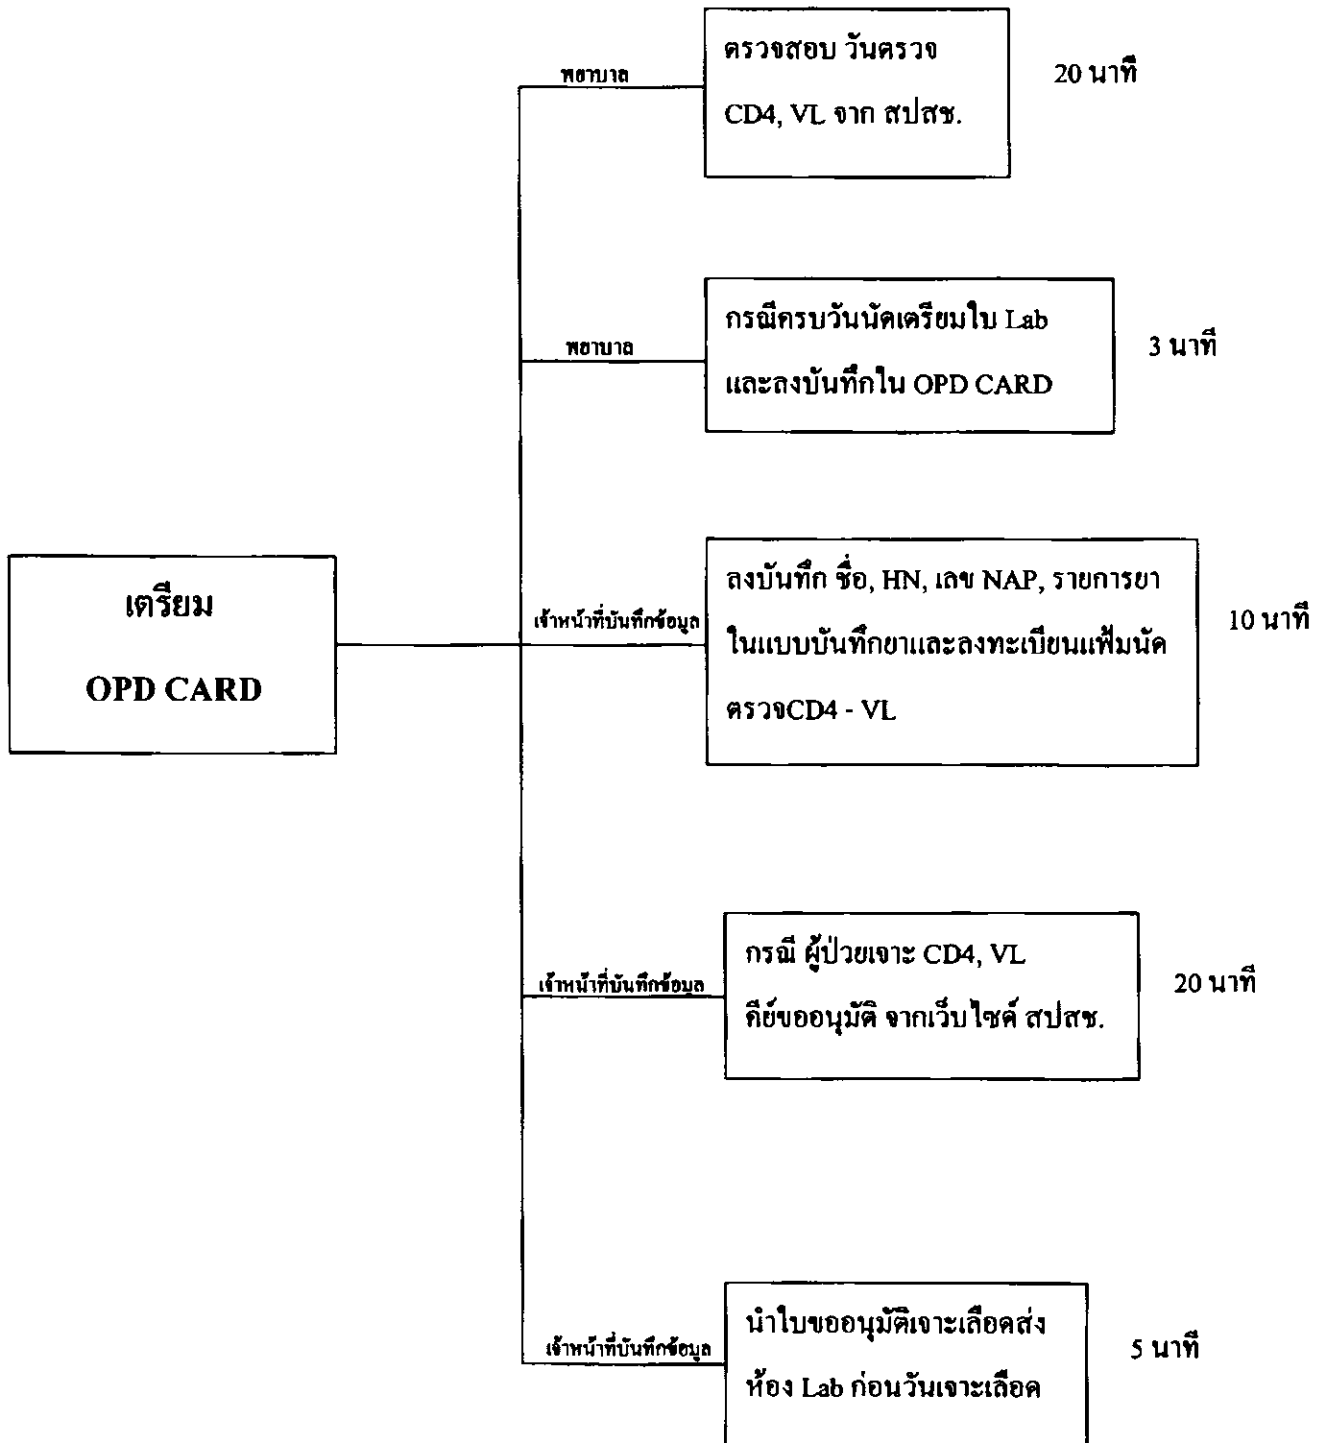 พยาบาล
ตรวจสอบ วันตรวจ
CD4, VL จาก สปสช.
20 นาที
พยาบาล
กรณีครบวันนัดเตรียมใบ Lab
และลงบันทึกใน OPD CARD
3 นาที
เตรียม
OPD CARD
เจ้าหน้าที่บันทึกข้อมูล
ลงบันทึก ชื่อ, HN, เลข NAP, รายการยา
ในแบบบันทึกยาและลงทะเบียนแฟ้มนัด
ตรวจCD4 - VL
10 นาที
เจ้าหน้าที่บันทึกข้อมูล
กรณี ผู้ป่วยเจาะ CD4, VL
คีย์ขออนุมัติ จากเว็บไซค์ สปสช.
20 นาที
เจ้าหน้าที่บันทึกข้อมูล
นำใบขออนุมัติเจาะเลือดส่ง
ห้อง Lab ก่อนวันเจาะเลือด
5 นาที